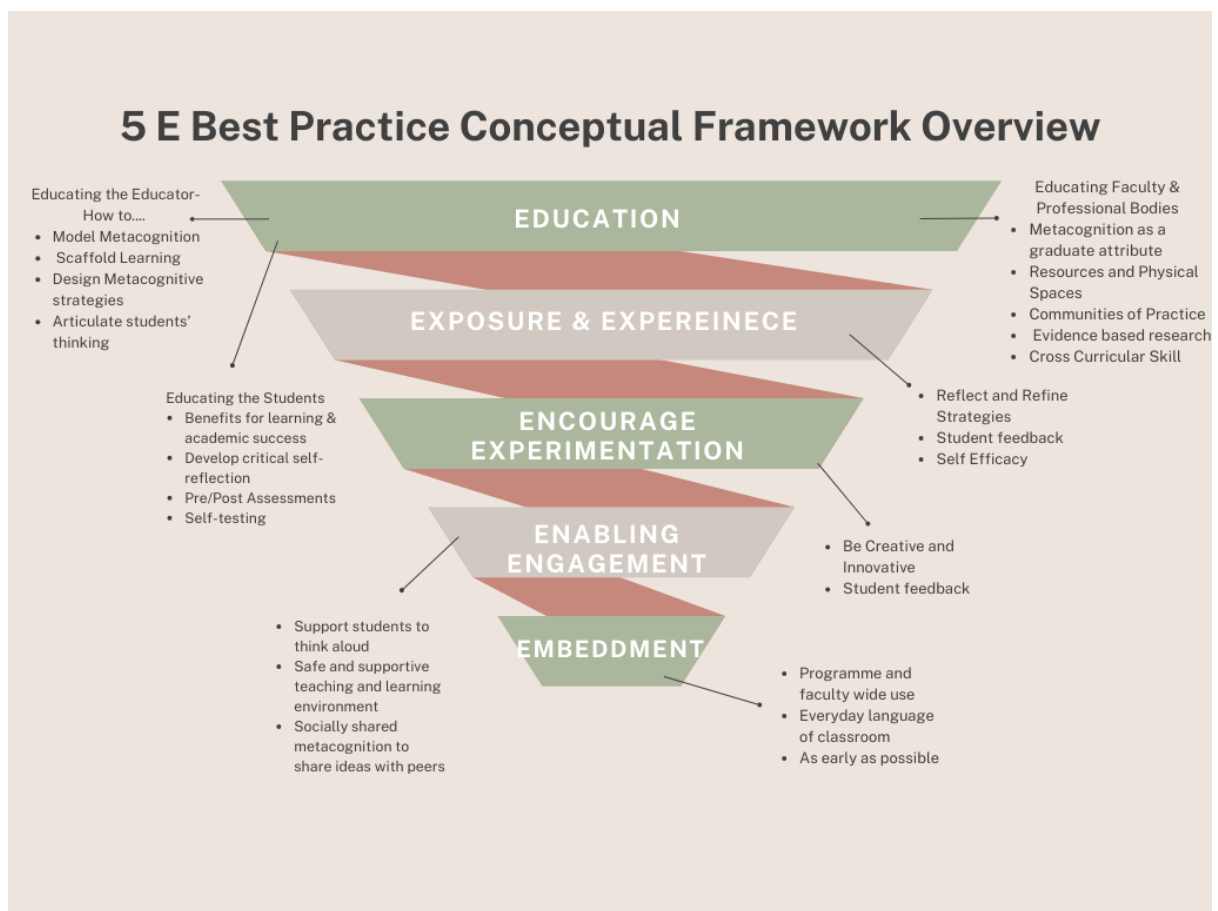 5 E Best Practice Conceptual Framework Overview
Educating the Educator-
How to....
• Model Metacognition
• Scaffold Learning
• Design Metacognitive
strategies
• Articulate students’
thinking
EDUCATION
Educating Faculty &
Professional Bodies
• Metacognition as a
graduate attribute
• Resources and Physical
Spaces
• Communities of Practice
• Evidence based research
• Cross Curricular Skill
EXPOSURE & EXPEREINECE
• Reflect and Refine
Strategies
• Student feedback
• Self Efficacy
Educating the Students
• Benefits for learning &
academic success
• Develop critical self-
reflection
• Pre/Post Assessments
• Self-testing
ENCOURAGE
EXPERIMENTATION
• Be Creative and
Innovative
• Student feedback
ENABLING
ENGAGEMENT
• Support students to
think aloud
• Safe and supportive
teaching and learning
environment
• Socially shared
metacognition to
share ideas with peers
EMBEDDMENT
• Programme and
faculty wide use
• Everyday language
of classroom
• As early as possible